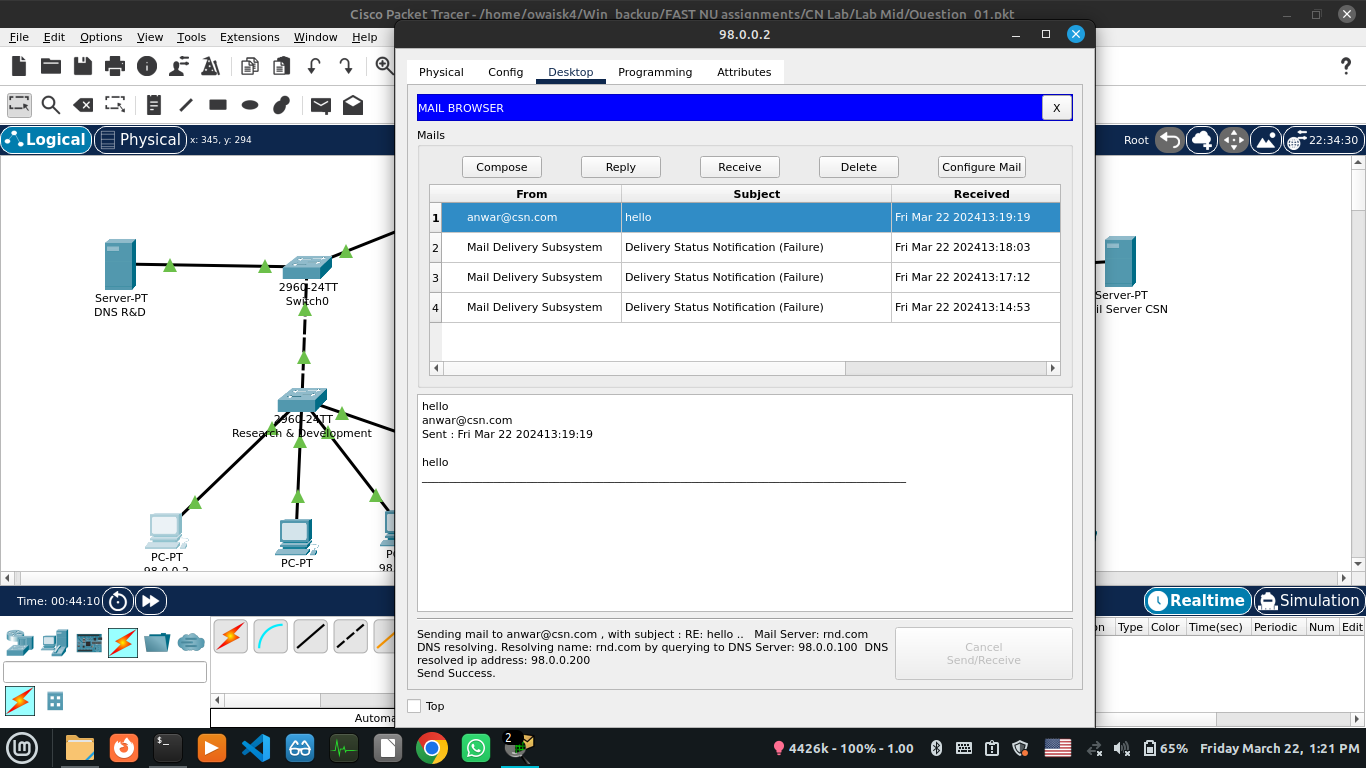 Cisco Packet Tracer - /home/owaisk4/Win_backup/FAST NU assignments/CN Lab/Lab Mid/Question_01.pkt
File Edit Options View Tools Extensions Window Help
98.0.0.2
Physical Config Desktop Programming Attributes
MAIL BROWSER X
Mails
Logical Physical x: 345, y: 294
Root 22:34:30
Compose Reply Receive Delete Configure Mail
From Subject Received
1 anwar@csn.com hello Fri Mar 22 202413:19:19
2 Mail Delivery Subsystem Delivery Status Notification (Failure) Fri Mar 22 202413:18:03
3 Mail Delivery Subsystem Delivery Status Notification (Failure) Fri Mar 22 202413:17:12
4 Mail Delivery Subsystem Delivery Status Notification (Failure) Fri Mar 22 202413:14:53
Server-PT
DNS R&D
2960-24TT
Switch0
Server-PT
il Server CSN
2960-24TT
Research & Development
PC-PT
98.0.0.2
PC-PT
PC
98.
hello
anwar@csn.com
Sent : Fri Mar 22 202413:19:19
hello
Sending mail to anwar@csn.com , with subject : RE: hello .. Mail Server: rnd.com
DNS resolving. Resolving name: rnd.com by querying to DNS Server: 98.0.0.100 DNS
resolved ip address: 98.0.0.200
Send Success.
Cancel
Send/Receive
Top
Time: 00:44:10
Realtime Simulation
on Type Color Time(sec) Periodic Num Edit
Automa
2
4426k - 100% - 1.00 65% Friday March 22, 1:21 PM